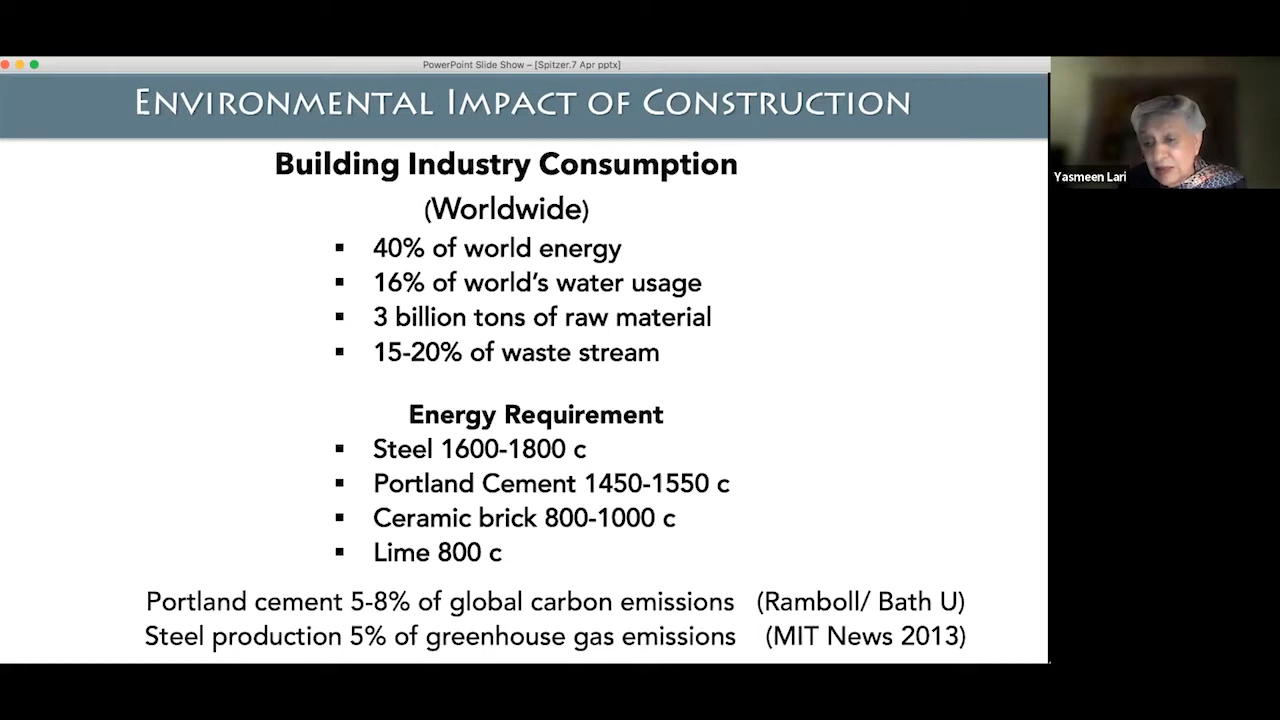 PowerPoint Slide Show – [Spitzer.7 Apr pptx]
Environmental Impact of Construction
Building Industry Consumption
(Worldwide)
▪ 40% of world energy
▪ 16% of world's water usage
▪ 3 billion tons of raw material
▪ 15-20% of waste stream
Energy Requirement
▪ Steel 1600-1800 c
▪ Portland Cement 1450-1550 c
▪ Ceramic brick 800-1000 c
▪ Lime 800 c
Portland cement 5-8% of global carbon emissions (Ramboll/ Bath U)
Steel production 5% of greenhouse gas emissions (MIT News 2013)
Yasmeen Lari